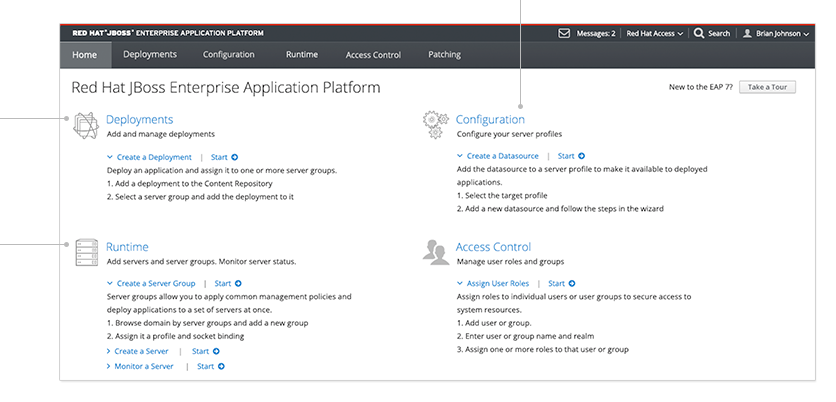 RED HAT® JBOSS® ENTERPRISE APPLICATION PLATFORM
Messages: 2 | Red Hat Access | Search | Brian Johnson
Home Deployments Configuration Runtime Access Control Patching
Red Hat JBoss Enterprise Application Platform
New to the EAP 7? Take a Tour
Deployments
Add and manage deployments
Create a Deployment | Start
Deploy an application and assign it to one or more server groups.
1. Add a deployment to the Content Repository
2. Select a server group and add the deployment to it
Configuration
Configure your server profiles
Create a Datasource | Start
Add the datasource to a server profile to make it available to deployed
applications.
1. Select the target profile
2. Add a new datasource and follow the steps in the wizard
Runtime
Add servers and server groups. Monitor server status.
Create a Server Group | Start
Server groups allow you to apply common management policies and
deploy applications to a set of servers at once.
1. Browse domain by server groups and add a new group
2. Assign it a profile and socket binding
Create a Server | Start
Monitor a Server | Start
Access Control
Manage user roles and groups
Assign User Roles | Start
Assign roles to individual users or user groups to secure access to
system resources.
1. Add user or group.
2. Enter user or group name and realm
3. Assign one or more roles to that user or group